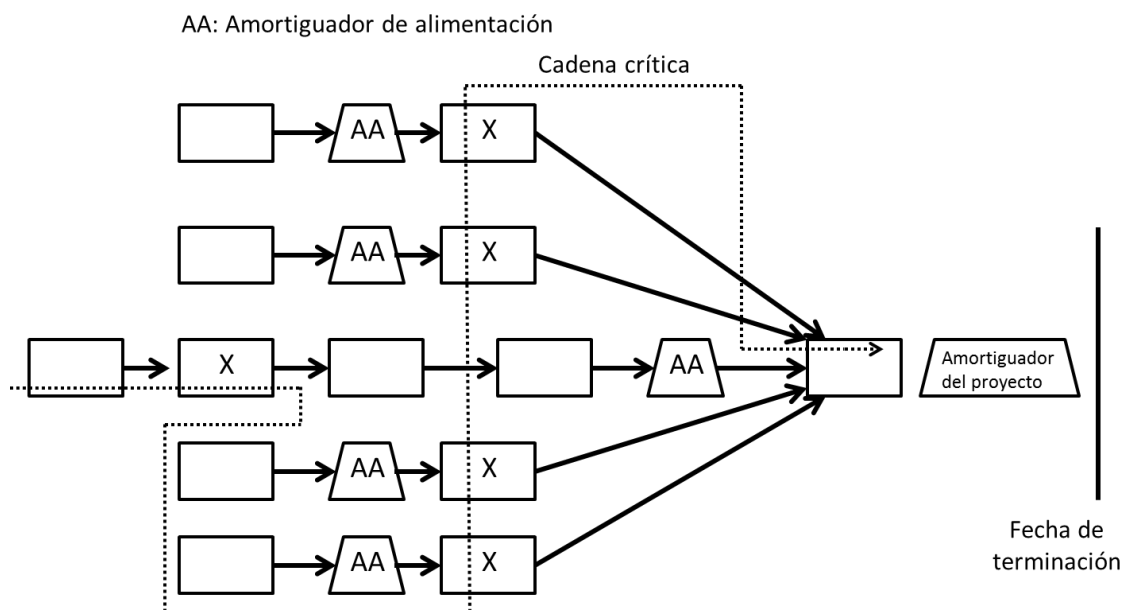 AA: Amortiguador de alimentación
Cadena crítica
AA
X
AA
X
X
AA
Amortiguador
del proyecto
AA
X
AA
X
Fecha de
terminación